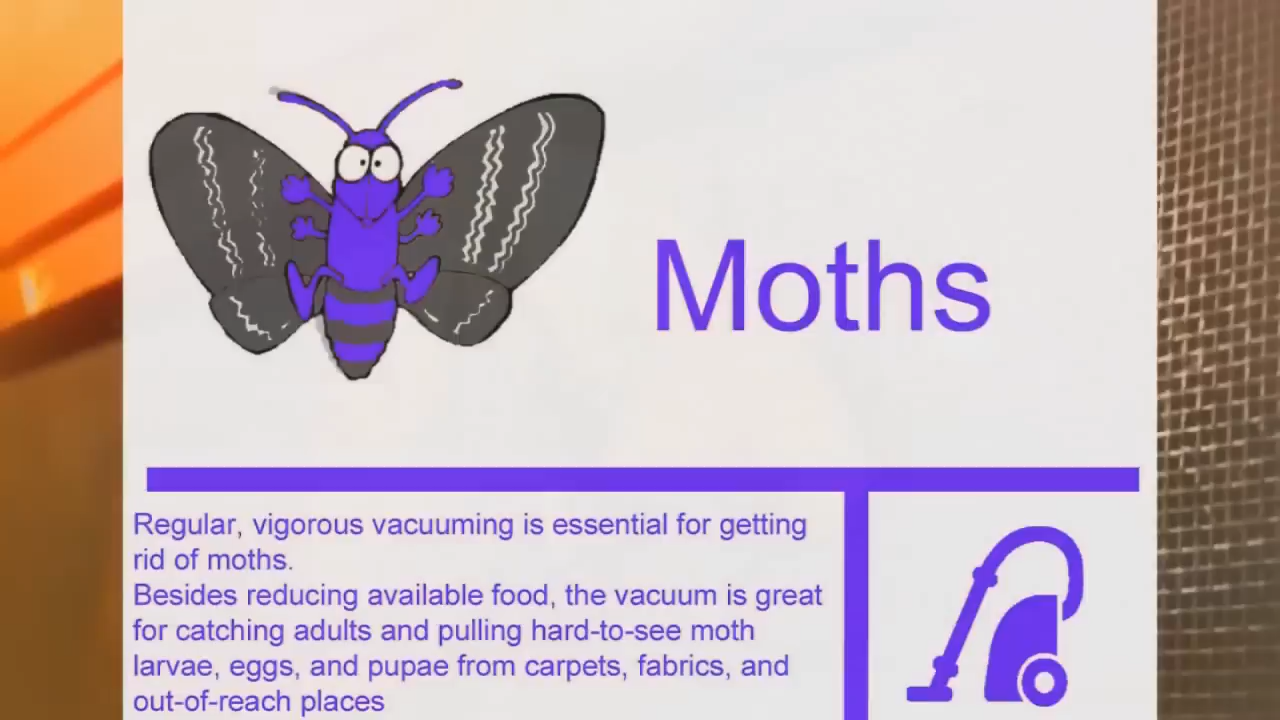 Moths
Regular, vigorous vacuuming is essential for getting
rid of moths.
Besides reducing available food, the vacuum is great
for catching adults and pulling hard-to-see moth
larvae, eggs, and pupae from carpets, fabrics, and
out-of-reach places